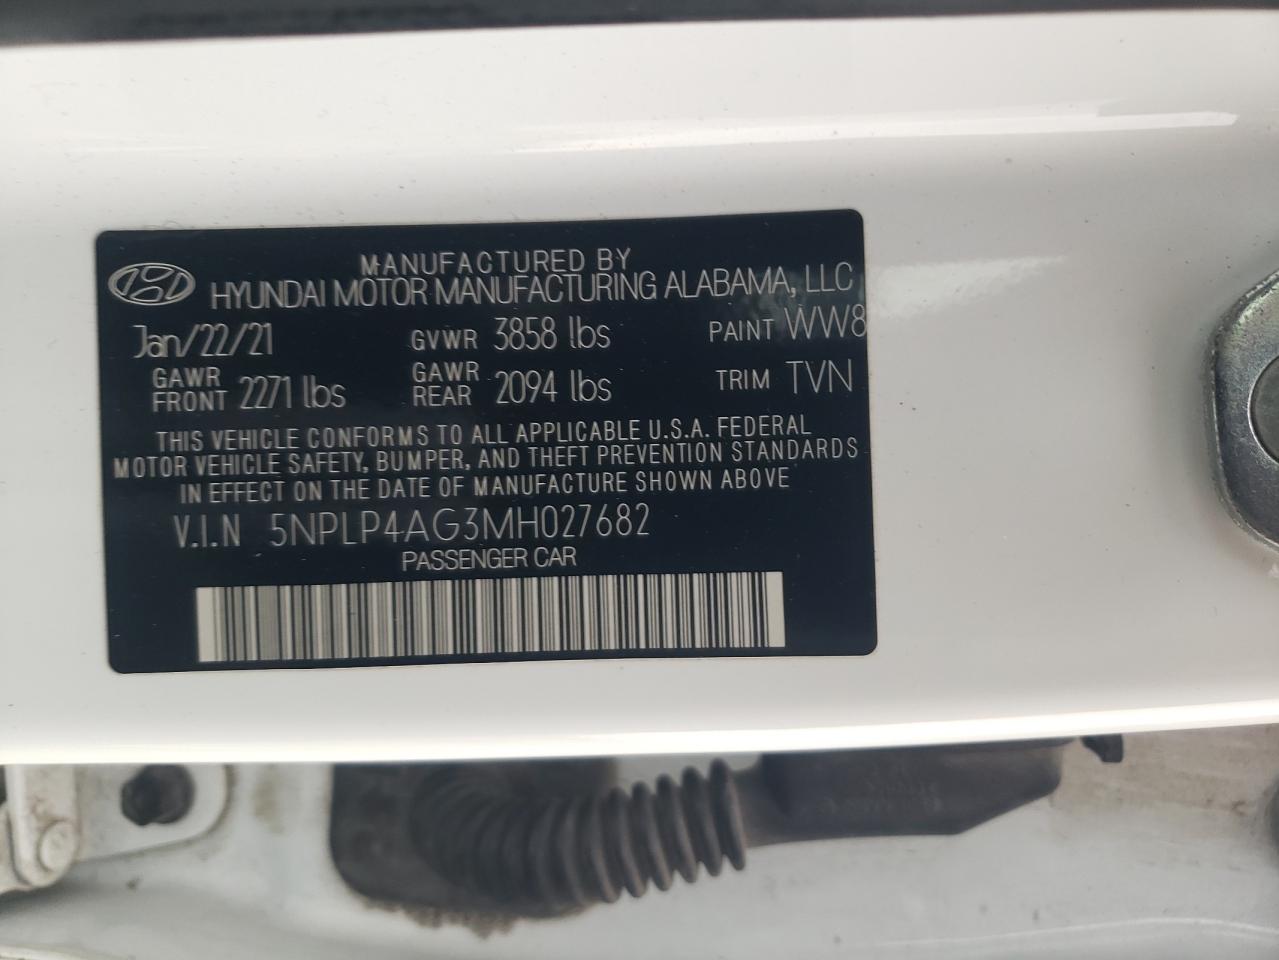 MANUFACTURED BY
HYUNDAI MOTOR MANUFACTURING ALABAMA, LLC
Jan/22/21 GVWR 3858 lbs PAINT WW8
GAWR FRONT 2271 lbs GAWR REAR 2094 lbs TRIM TVN
THIS VEHICLE CONFORMS TO ALL APPLICABLE U.S.A. FEDERAL
MOTOR VEHICLE SAFETY, BUMPER, AND THEFT PREVENTION STANDARDS
IN EFFECT ON THE DATE OF MANUFACTURE SHOWN ABOVE
V.I.N 5NPLP4AG3MH027682
PASSENGER CAR